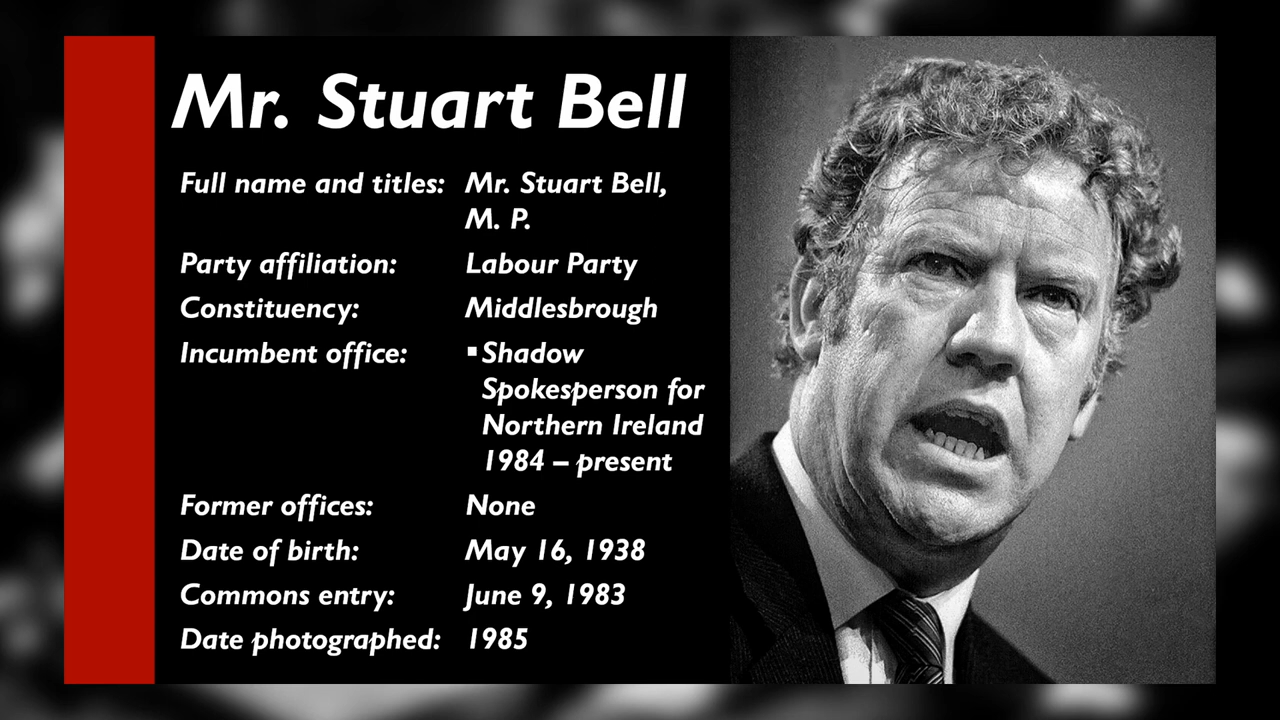 Mr. Stuart Bell
Full name and titles: Mr. Stuart Bell,
M. P.
Party affiliation: Labour Party
Constituency: Middlesbrough
Incumbent office: ▪ Shadow
Spokesperson for
Northern Ireland
1984 – present
Former offices: None
Date of birth: May 16, 1938
Commons entry: June 9, 1983
Date photographed: 1985